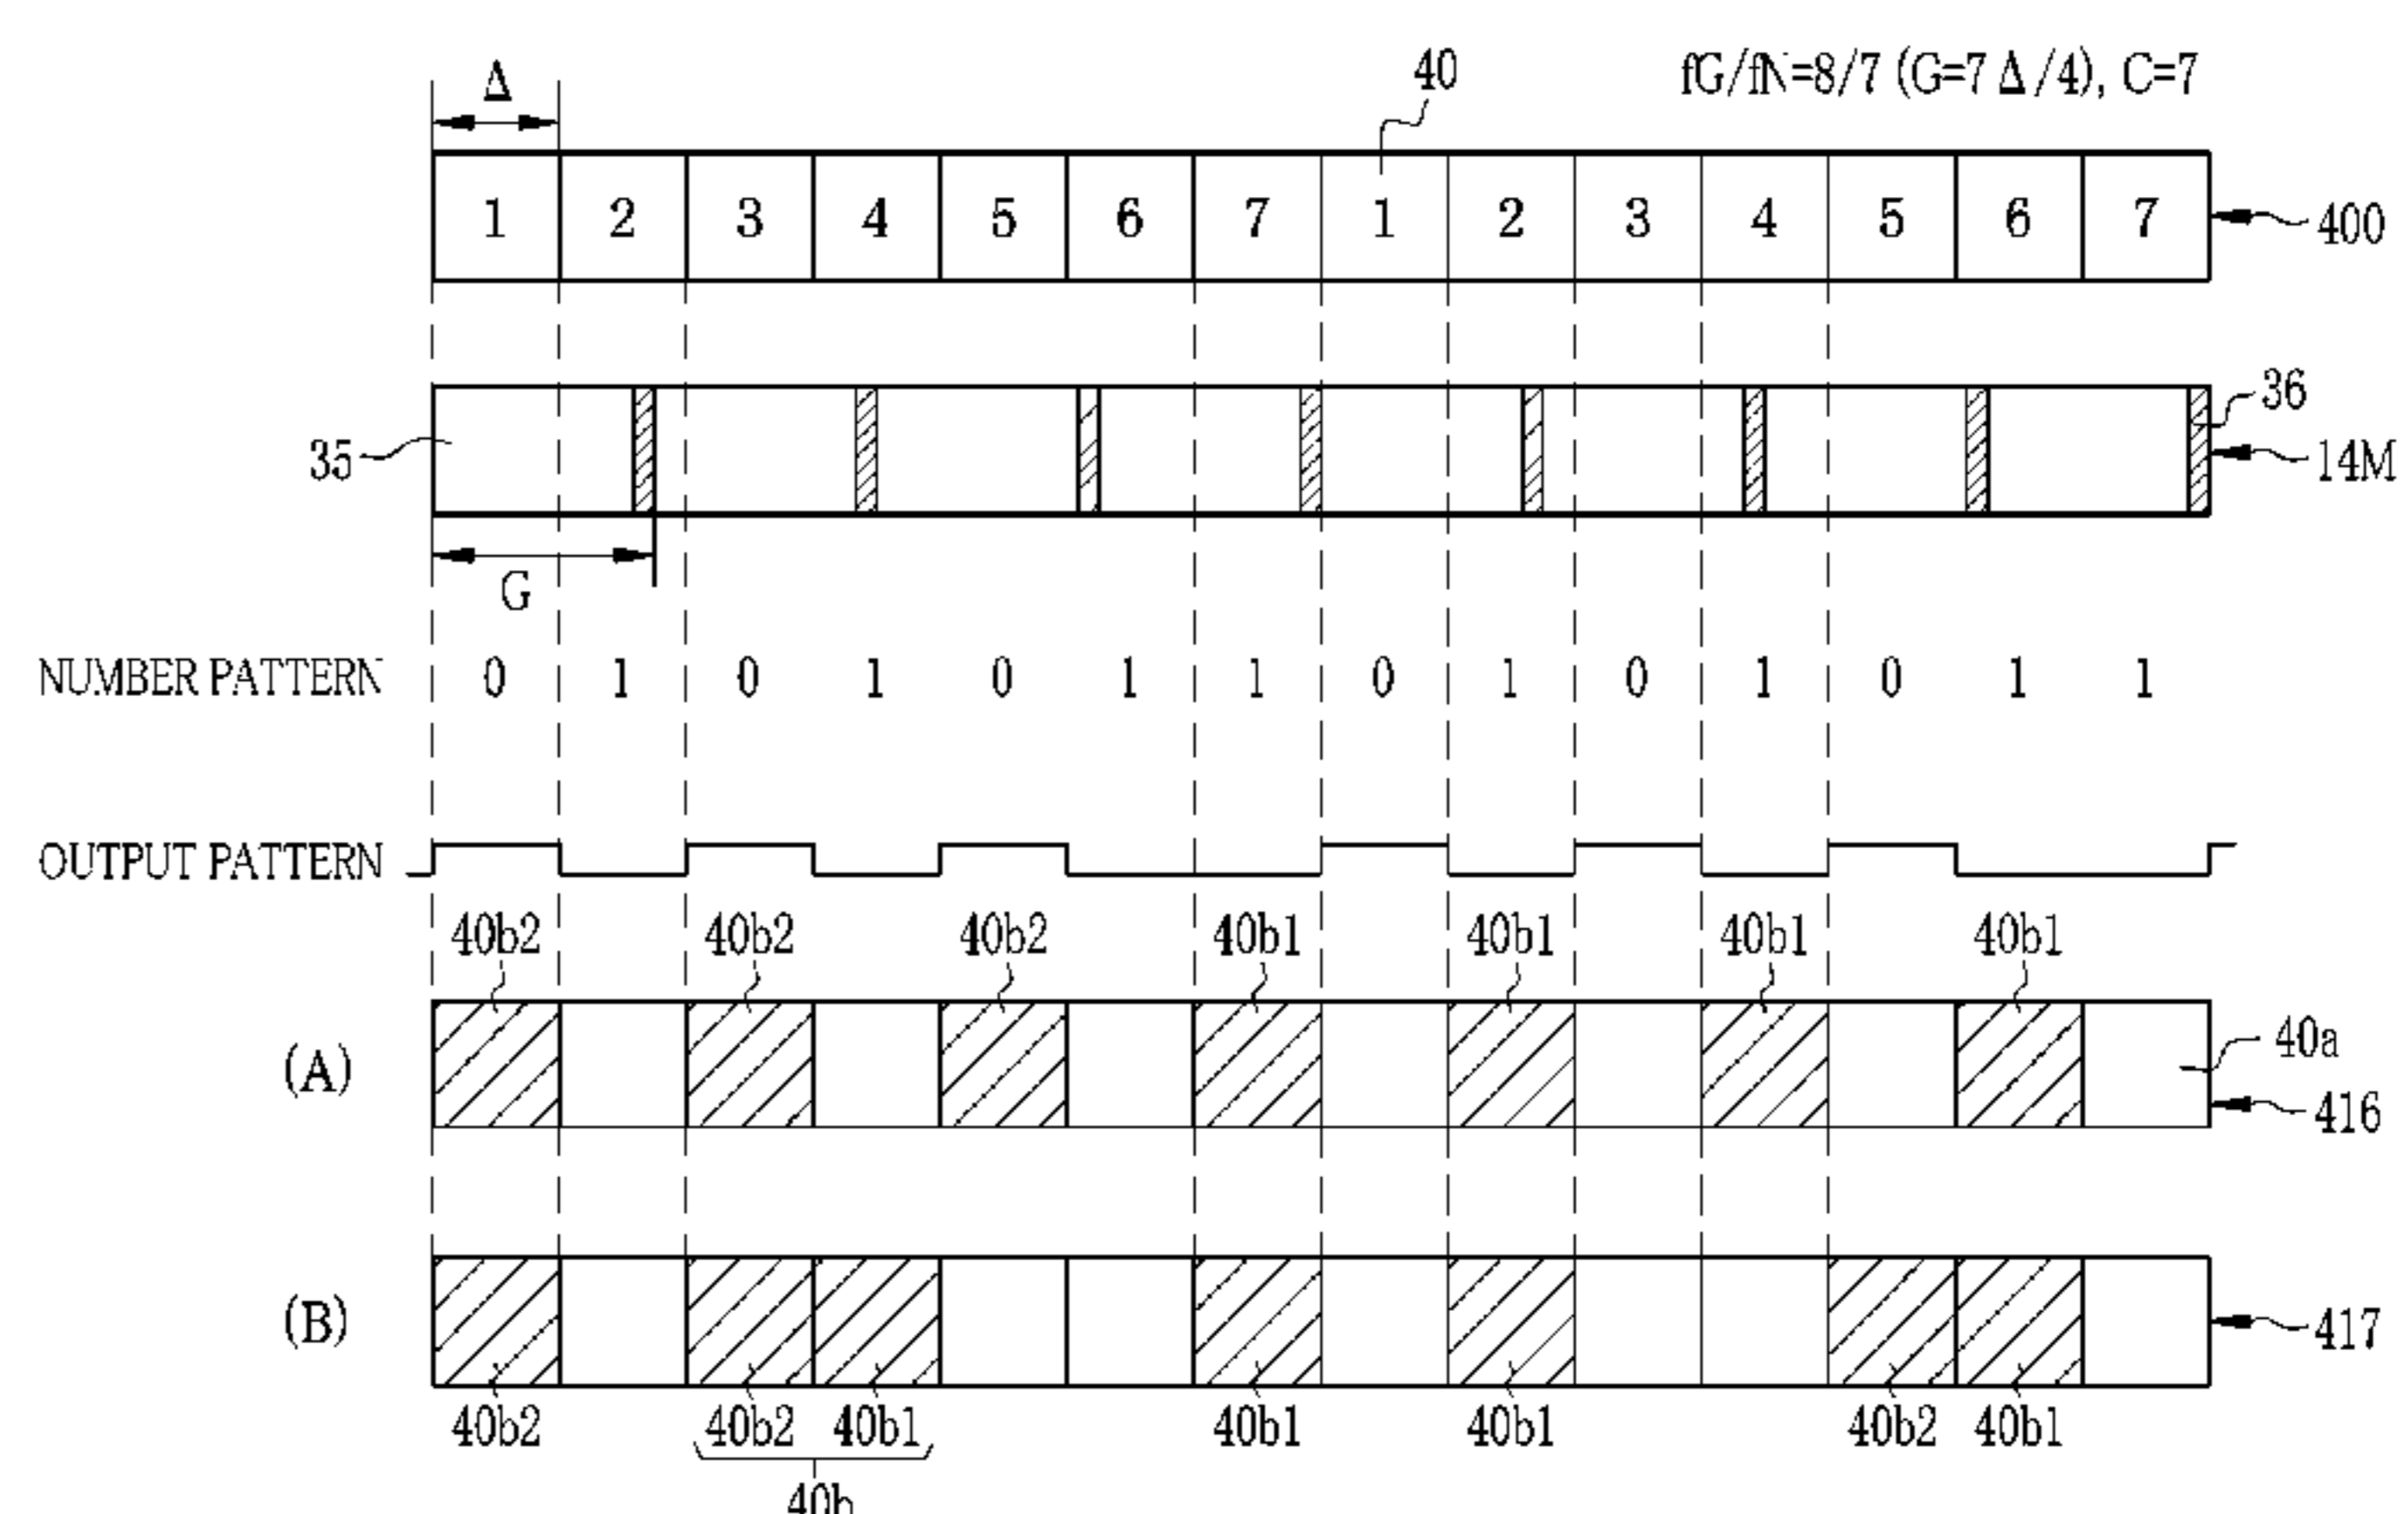 Δ
40
fG/fN=8/7 (G=7Δ/4), C=7
1 2 3 4 5 6 7 1 2 3 4 5 6 7
400
35
36
14M
G
NUMBER PATTERN 0 1 0 1 0 1 1 0 1 0 1 0 1 1
OUTPUT PATTERN
40b2 40b2 40b2 40b1 40b1 40b1 40b1
(A)
40a
416
(B)
417
40b2 40b2 40b1 40b1 40b1 40b2 40b1
40b